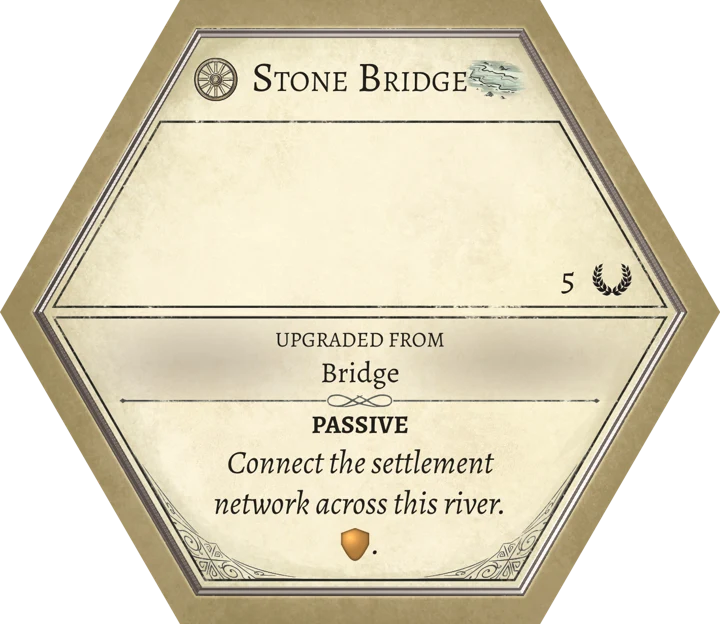 Stone Bridge
5
UPGRADED FROM
Bridge
PASSIVE
Connect the settlement
network across this river.
.